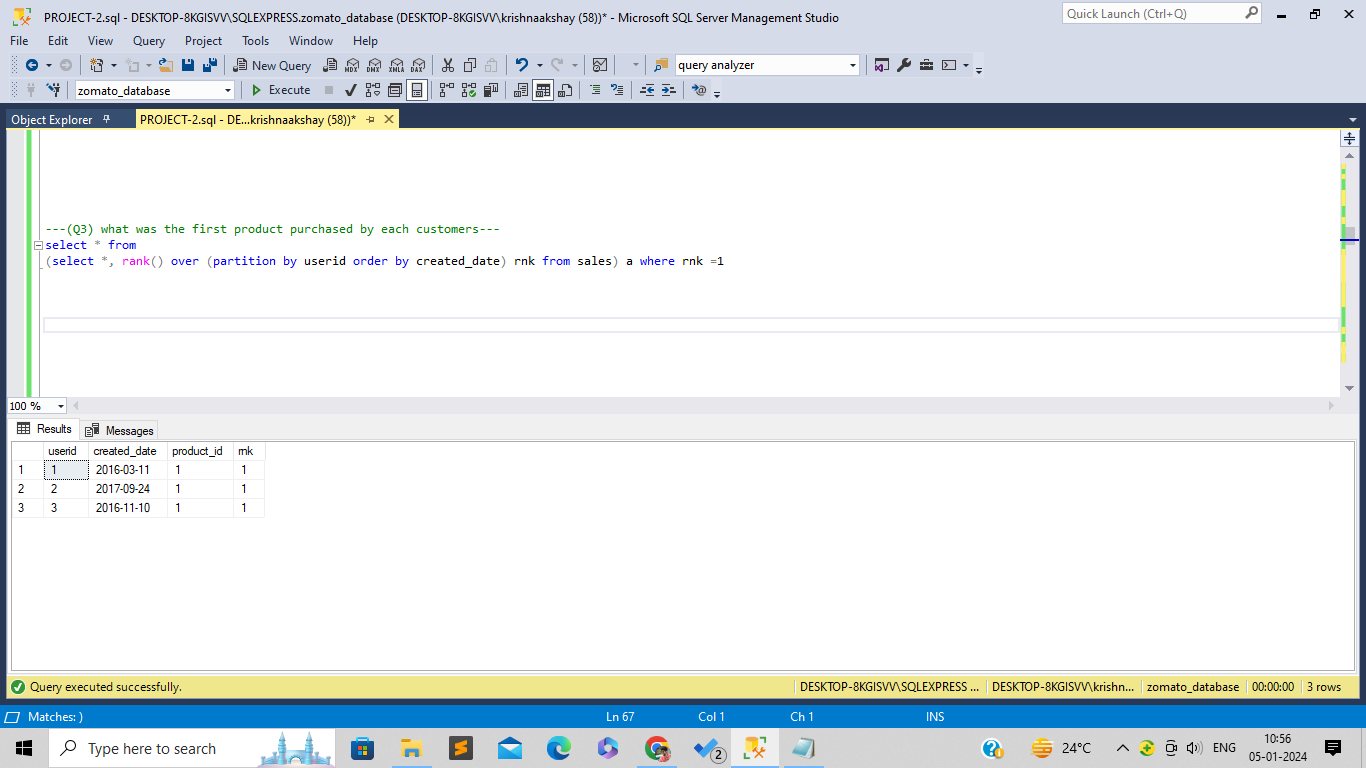 PROJECT-2.sql - DESKTOP-8KGISVV\SQLEXPRESS.zomato_database (DESKTOP-8KGISVV\krishnaakshay (58))* - Microsoft SQL Server Management Studio
Quick Launch (Ctrl+Q)
File Edit View Query Project Tools Window Help
New Query MDX DMX XMLA DAX query analyzer
zomato_database Execute
Object Explorer PROJECT-2.sql - DE...krishnaakshay (58))*
---(Q3) what was the first product purchased by each customers---
select * from
(select *, rank() over (partition by userid order by created_date) rnk from sales) a where rnk =1
100 %
Results Messages
userid created_date product_id rnk
1 1 2016-03-11 1 1
2 2 2017-09-24 1 1
3 3 2016-11-10 1 1
Query executed successfully. DESKTOP-8KGISVV\SQLEXPRESS ... DESKTOP-8KGISVV\krishn... zomato_database 00:00:00 3 rows
Matches: ) Ln 67 Col 1 Ch 1 INS
Type here to search 2 24°C ENG 10:56
05-01-2024